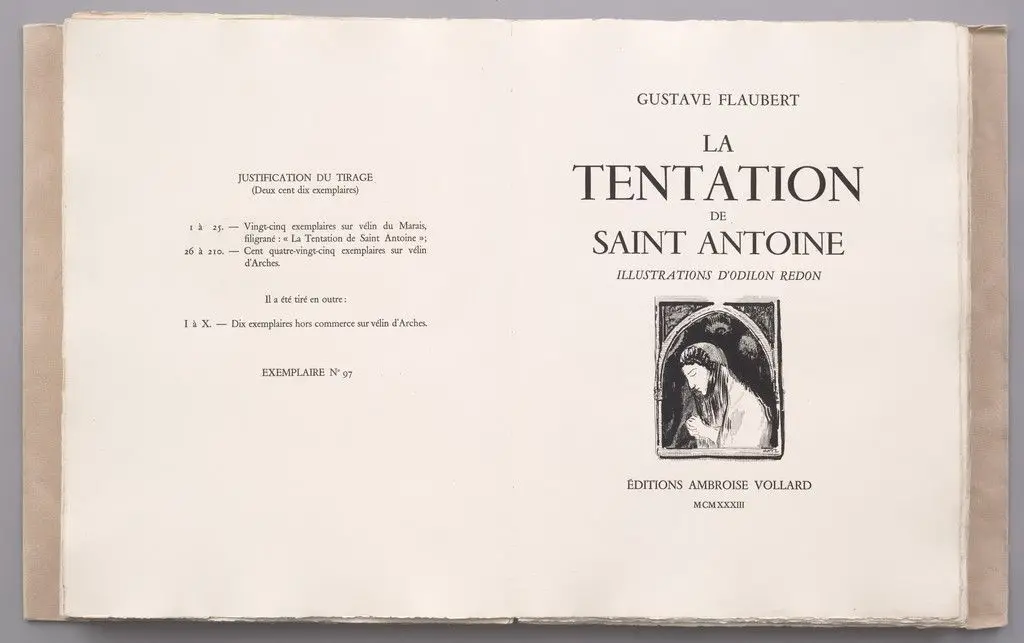 JUSTIFICATION DU TIRAGE
(Deux cent dix exemplaires)
1 à 25. — Vingt-cinq exemplaires sur vélin du Marais,
filigrané : « La Tentation de Saint Antoine »;
26 à 210. — Cent quatre-vingt-cinq exemplaires sur vélin
d'Arches.
Il a été tiré en outre :
I à X. — Dix exemplaires hors commerce sur vélin d'Arches.
EXEMPLAIRE N° 97
GUSTAVE FLAUBERT
LA
TENTATION
DE
SAINT ANTOINE
ILLUSTRATIONS D'ODILON REDON
ÉDITIONS AMBROISE VOLLARD
MCMXXXIII